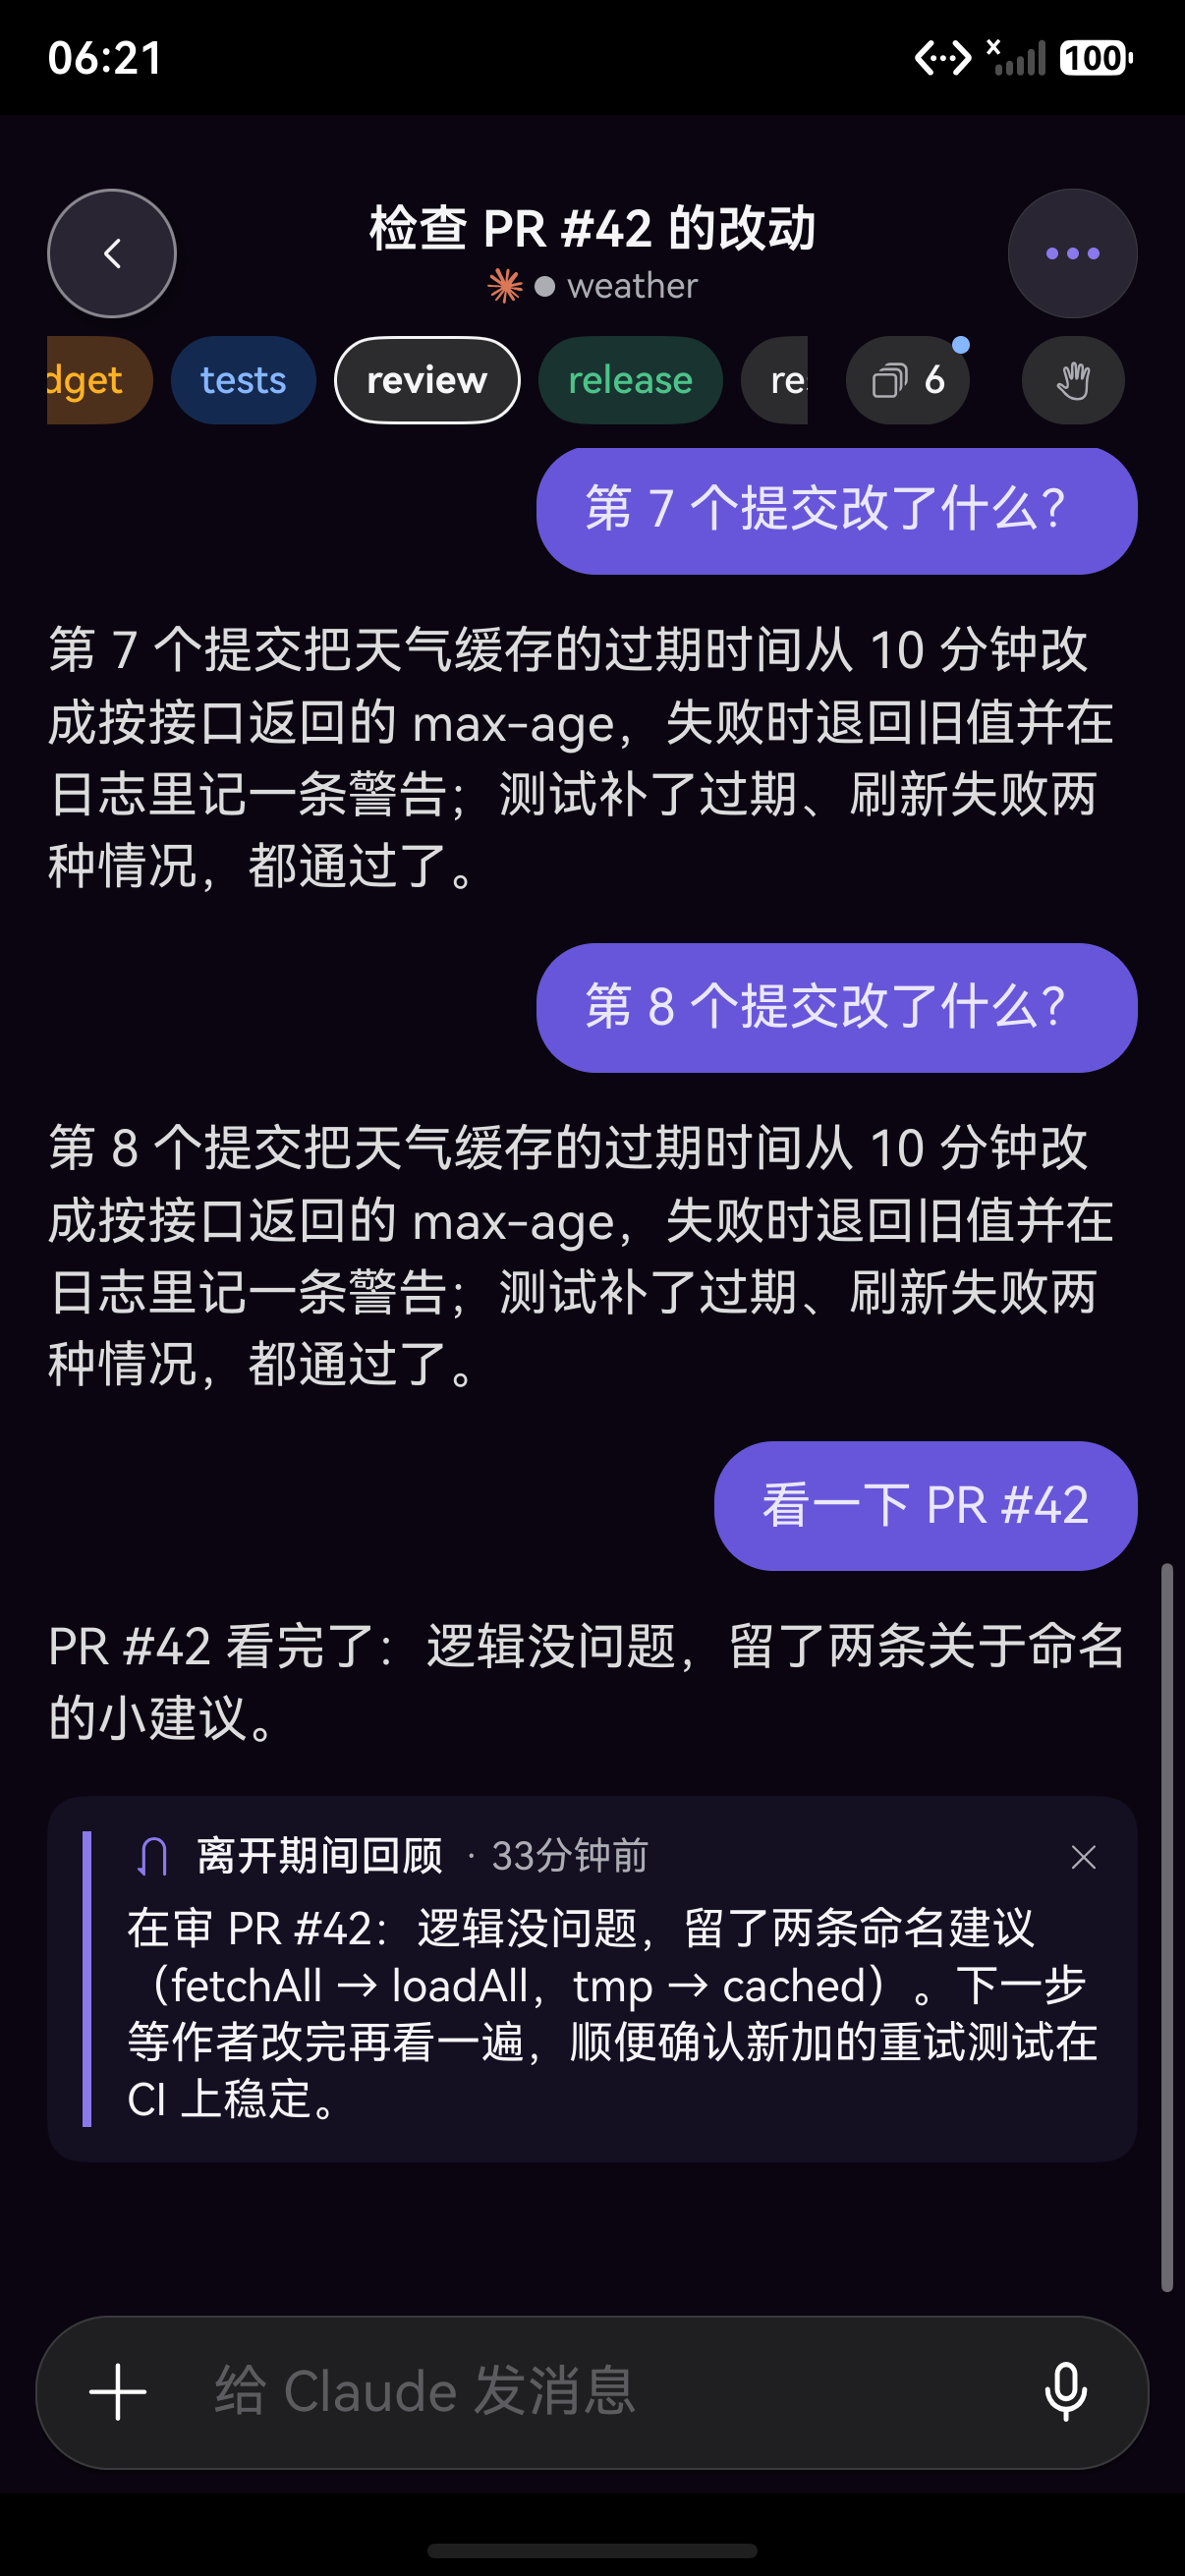 06:21
100
检查 PR #42 的改动
weather
dget
tests
review
release
re
6
第 7 个提交改了什么？
第 7 个提交把天气缓存的过期时间从 10 分钟改
成按接口返回的 max-age，失败时退回旧值并在
日志里记一条警告；测试补了过期、刷新失败两
种情况，都通过了。
第 8 个提交改了什么？
第 8 个提交把天气缓存的过期时间从 10 分钟改
成按接口返回的 max-age，失败时退回旧值并在
日志里记一条警告；测试补了过期、刷新失败两
种情况，都通过了。
看一下 PR #42
PR #42 看完了：逻辑没问题，留了两条关于命名
的小建议。
离开期间回顾 · 33分钟前
在审 PR #42：逻辑没问题，留了两条命名建议
（fetchAll → loadAll，tmp → cached）。下一步
等作者改完再看一遍，顺便确认新加的重试测试在
CI 上稳定。
给 Claude 发消息